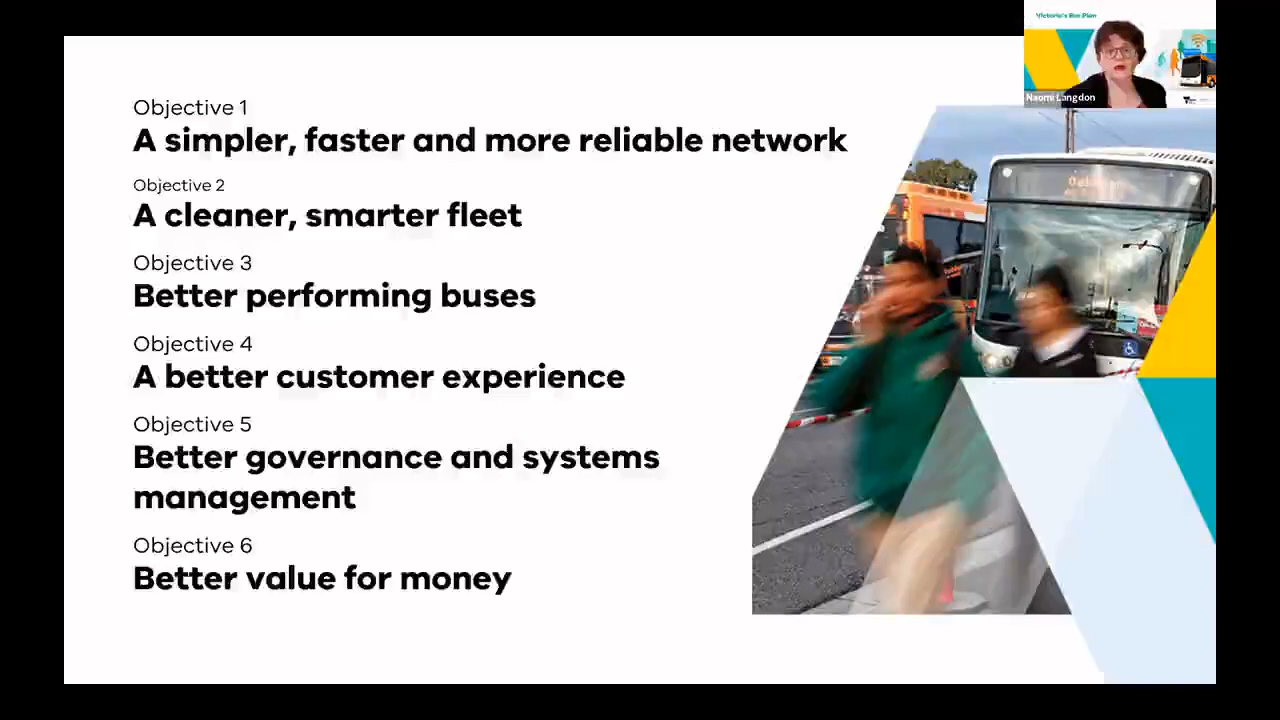 Victoria's Bus Plan
Naomi Langdon
Objective 1
A simpler, faster and more reliable network
Objective 2
A cleaner, smarter fleet
Objective 3
Better performing buses
Objective 4
A better customer experience
Objective 5
Better governance and systems
management
Objective 6
Better value for money